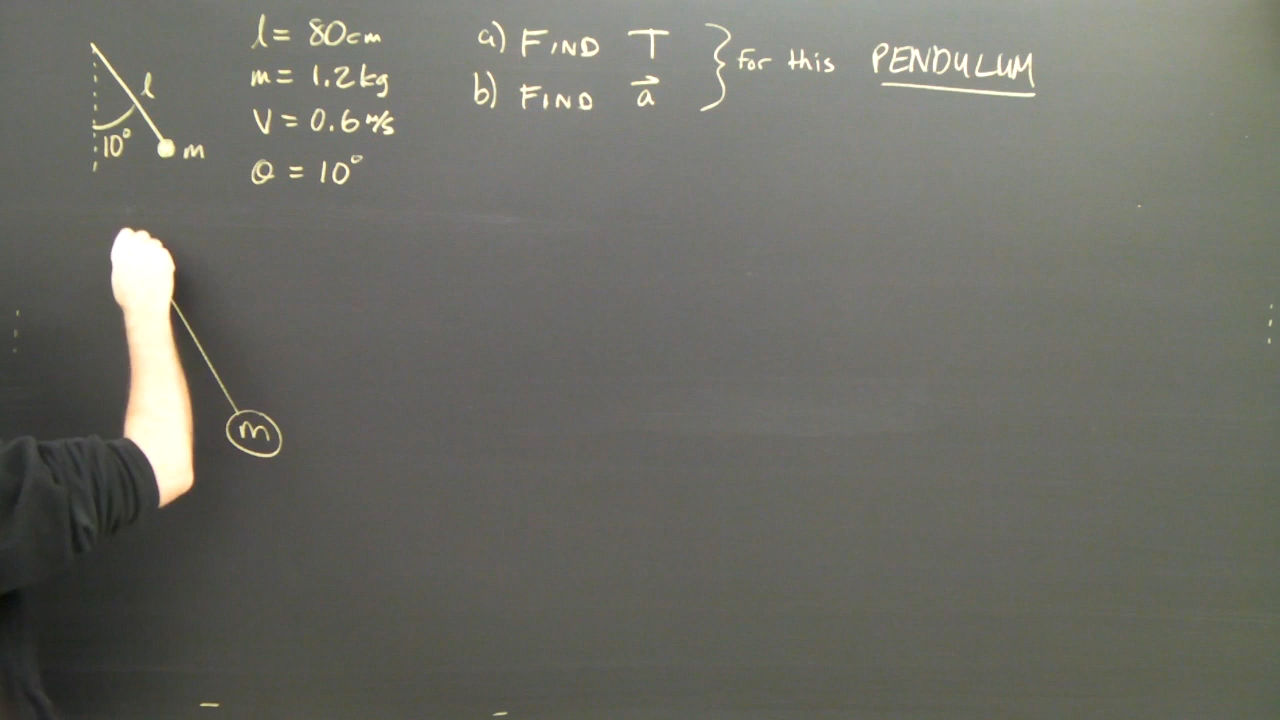 l = 80cm
m = 1.2kg
V = 0.6 m/s
θ = 10°
a) FIND T
b) FIND a⃗
} for this PENDULUM
l
10°
m
m